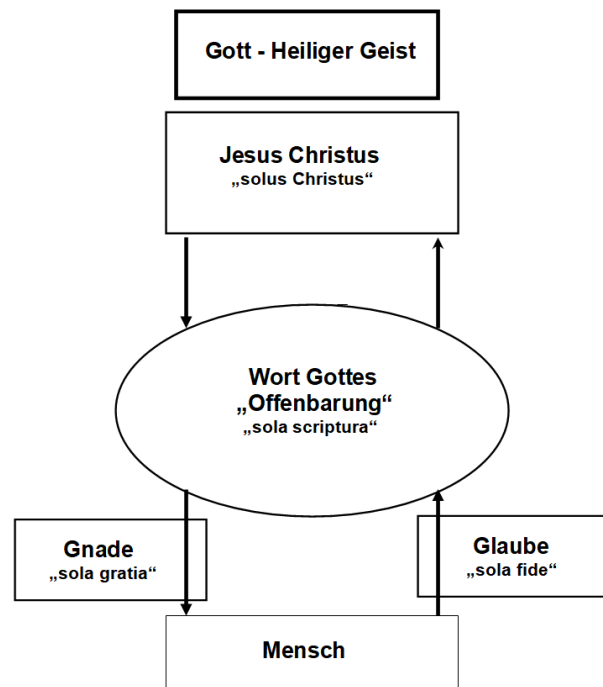 Gott - Heiliger Geist
Jesus Christus
„solus Christus“
Wort Gottes
„Offenbarung“
„sola scriptura“
Gnade
„sola gratia“
Glaube
„sola fide“
Mensch